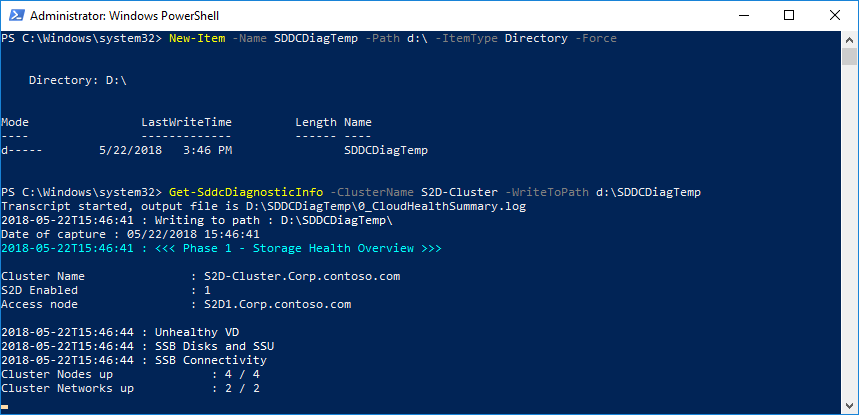 Administrator: Windows PowerShell
PS C:\Windows\system32> New-Item -Name SDDCDiagTemp -Path d:\ -ItemType Directory -Force
Directory: D:\
Mode                LastWriteTime         Length Name
----                -------------         ------ ----
d-----       5/22/2018   3:46 PM                SDDCDiagTemp
PS C:\Windows\system32> Get-SddcDiagnosticInfo -ClusterName S2D-Cluster -WriteToPath d:\SDDCDiagTemp
Transcript started, output file is D:\SDDCDiagTemp\0_CloudHealthSummary.log
2018-05-22T15:46:41 : Writing to path : D:\SDDCDiagTemp\
Date of capture : 05/22/2018 15:46:41
2018-05-22T15:46:41 : <<< Phase 1 - Storage Health Overview >>>
Cluster Name               : S2D-Cluster.Corp.contoso.com
S2D Enabled                : 1
Access node                : S2D1.Corp.contoso.com
2018-05-22T15:46:44 : Unhealthy VD
2018-05-22T15:46:44 : SSB Disks and SSU
2018-05-22T15:46:44 : SSB Connectivity
Cluster Nodes up              : 4 / 4
Cluster Networks up           : 2 / 2